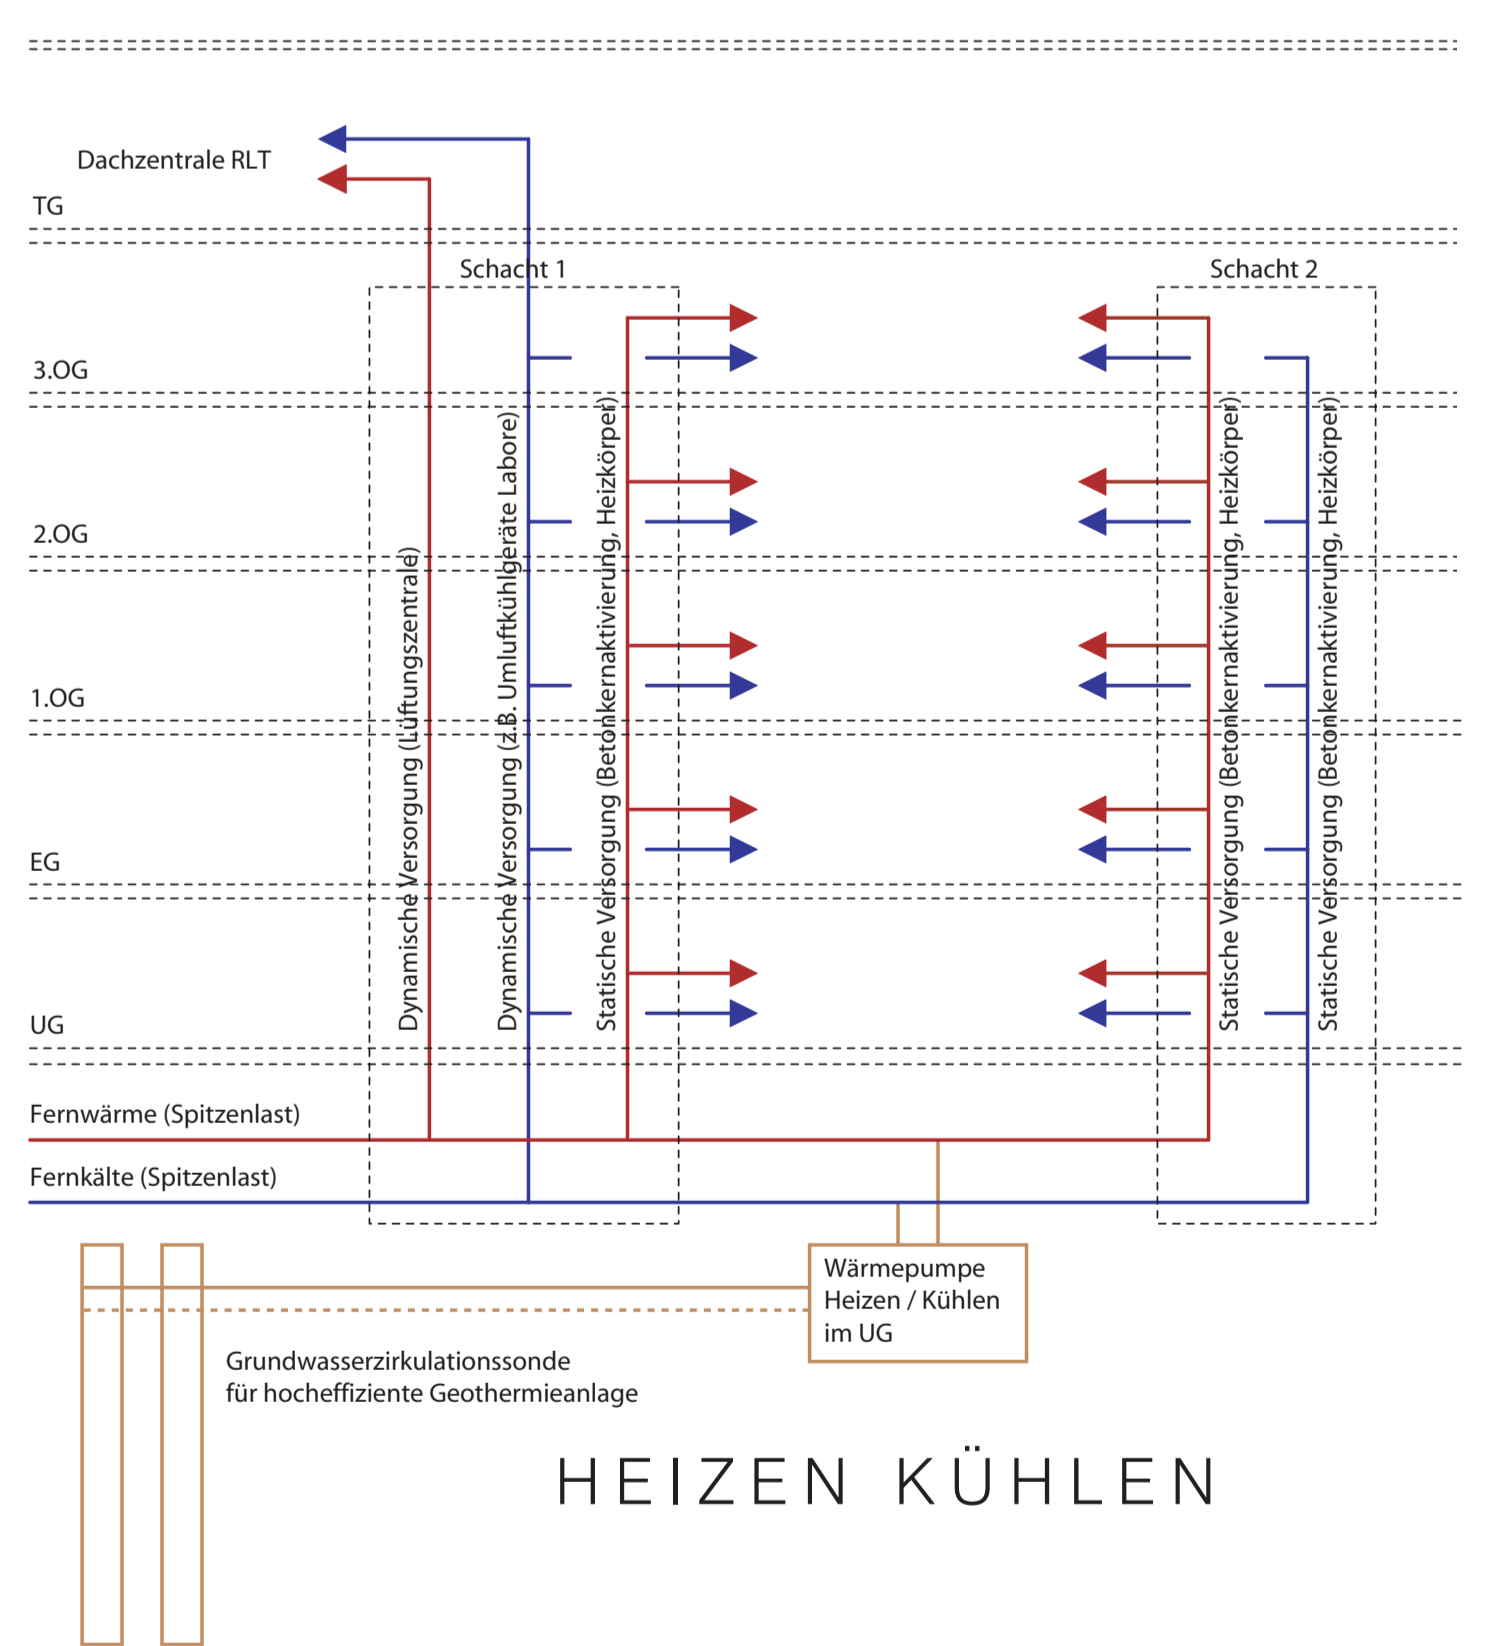 Dachzentrale RLT
TG
Schacht 1
Schacht 2
3.OG
2.OG
1.OG
EG
UG
Dynamische Versorgung (Lüftungszentrale)
Dynamische Versorgung (z.B. Umluftkühlgeräte Labore)
Statische Versorgung (Betonkernaktivierung, Heizkörper)
Statische Versorgung (Betonkernaktivierung, Heizkörper)
Statische Versorgung (Betonkernaktivierung, Heizkörper)
Fernwärme (Spitzenlast)
Fernkälte (Spitzenlast)
Wärmepumpe
Heizen / Kühlen
im UG
Grundwasserzirkulationssonde
für hocheffiziente Geothermieanlage
HEIZEN KÜHLEN